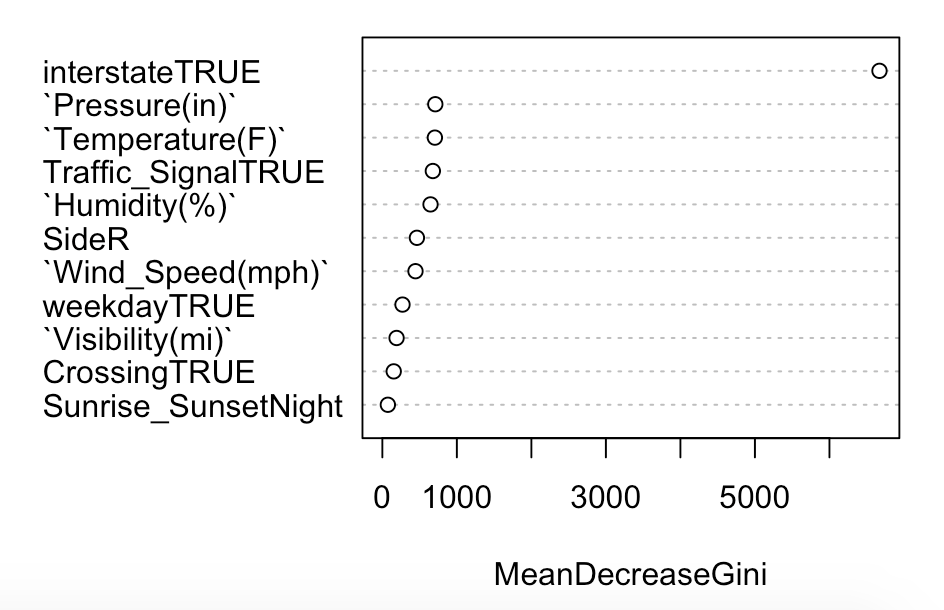 interstateTRUE
`Pressure(in)`
`Temperature(F)`
Traffic_SignalTRUE
`Humidity(%)`
SideR
`Wind_Speed(mph)`
weekdayTRUE
`Visibility(mi)`
CrossingTRUE
Sunrise_SunsetNight
0 1000 3000 5000
MeanDecreaseGini